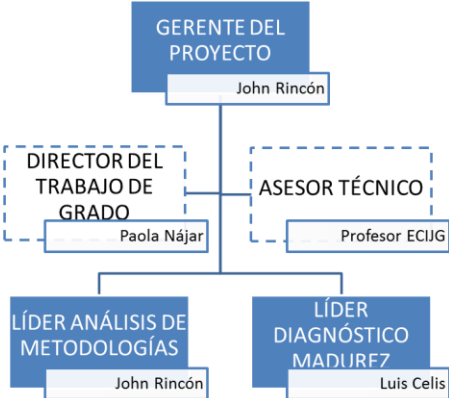 GERENTE DEL
PROYECTO
John Rincón
DIRECTOR DEL
TRABAJO DE
GRADO
Paola Nájar
ASESOR TÉCNICO
Profesor ECIJG
LÍDER ANÁLISIS DE
METODOLOGÍAS
John Rincón
LÍDER
DIAGNÓSTICO
MADUREZ
Luis Celis